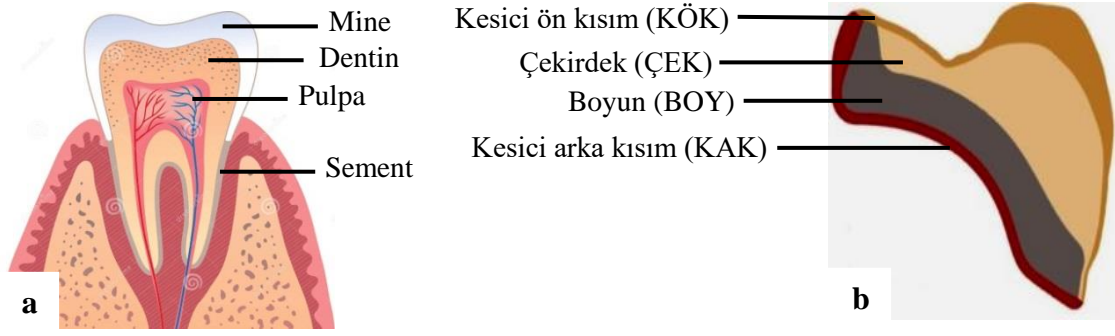 Mine
Dentin
Pulpa
Sement
a
Kesici ön kısım (KÖK)
Çekirdek (ÇEK)
Boyun (BOY)
Kesici arka kısım (KAK)
b